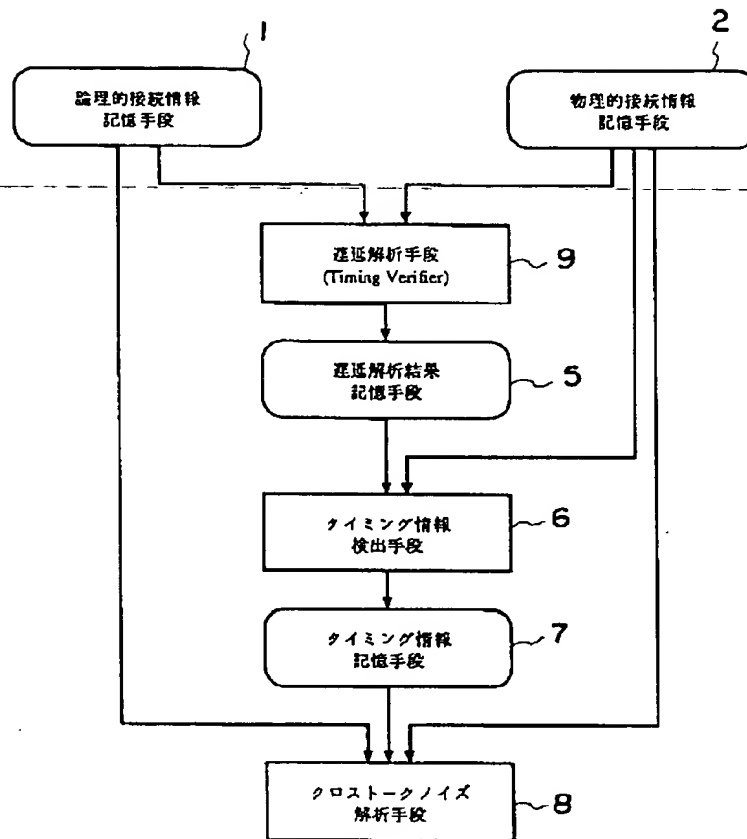 1
2
論理的接続情報
記憶手段
物理的接続情報
記憶手段
遅延解析手段
(Timing Verifier)
9
遅延解析結果
記憶手段
5
タイミング情報
検出手段
6
タイミング情報
記憶手段
7
クロストークノイズ
解析手段
8